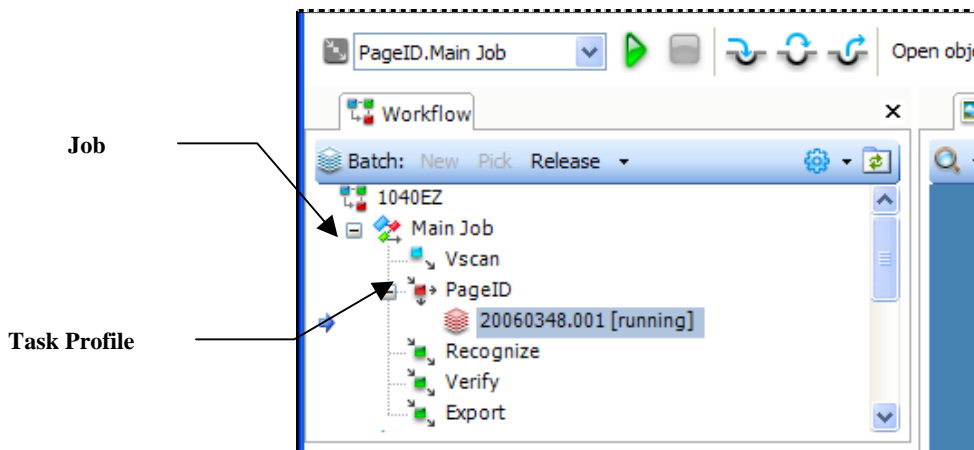 PageID.Main Job
Open obj
Workflow
Job
Batch: New Pick Release
1040EZ
Main Job
Vscan
PageID
20060348.001 [running]
Task Profile
Recognize
Verify
Export